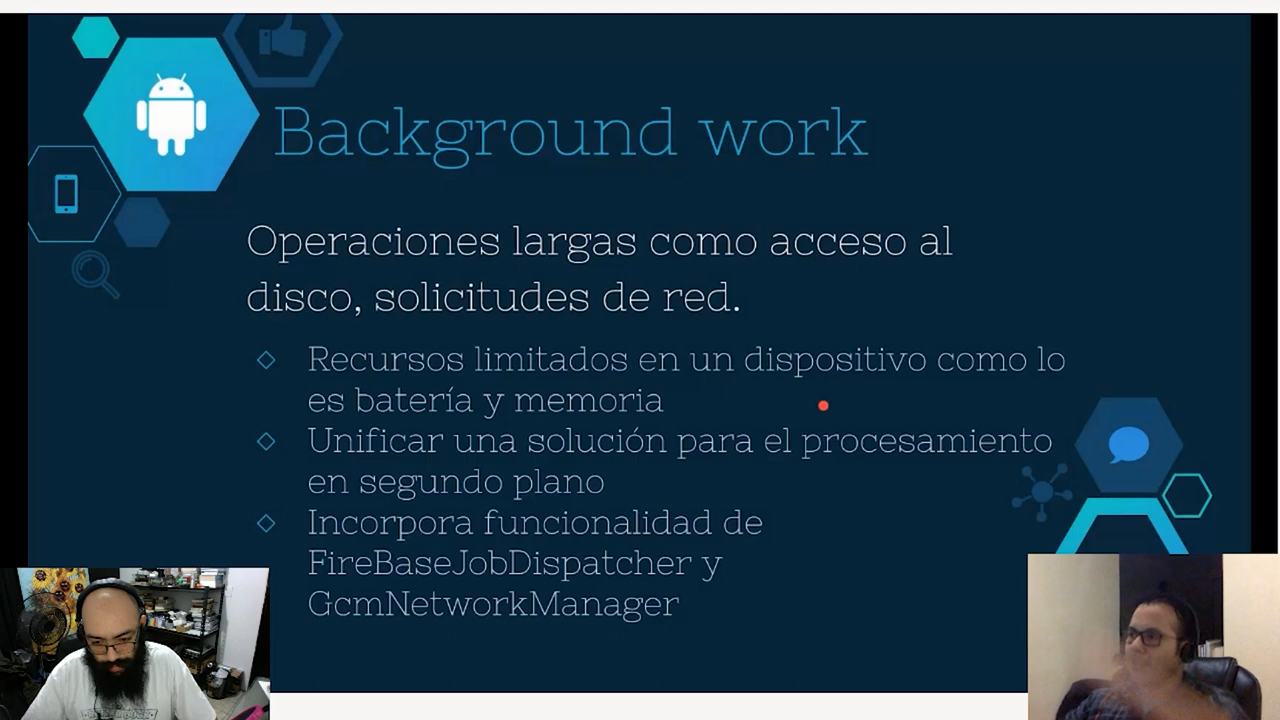 Background work
Operaciones largas como acceso al
disco, solicitudes de red.
Recursos limitados en un dispositivo como lo
es batería y memoria
Unificar una solución para el procesamiento
en segundo plano
Incorpora funcionalidad de
FireBaseJobDispatcher y
GcmNetworkManager